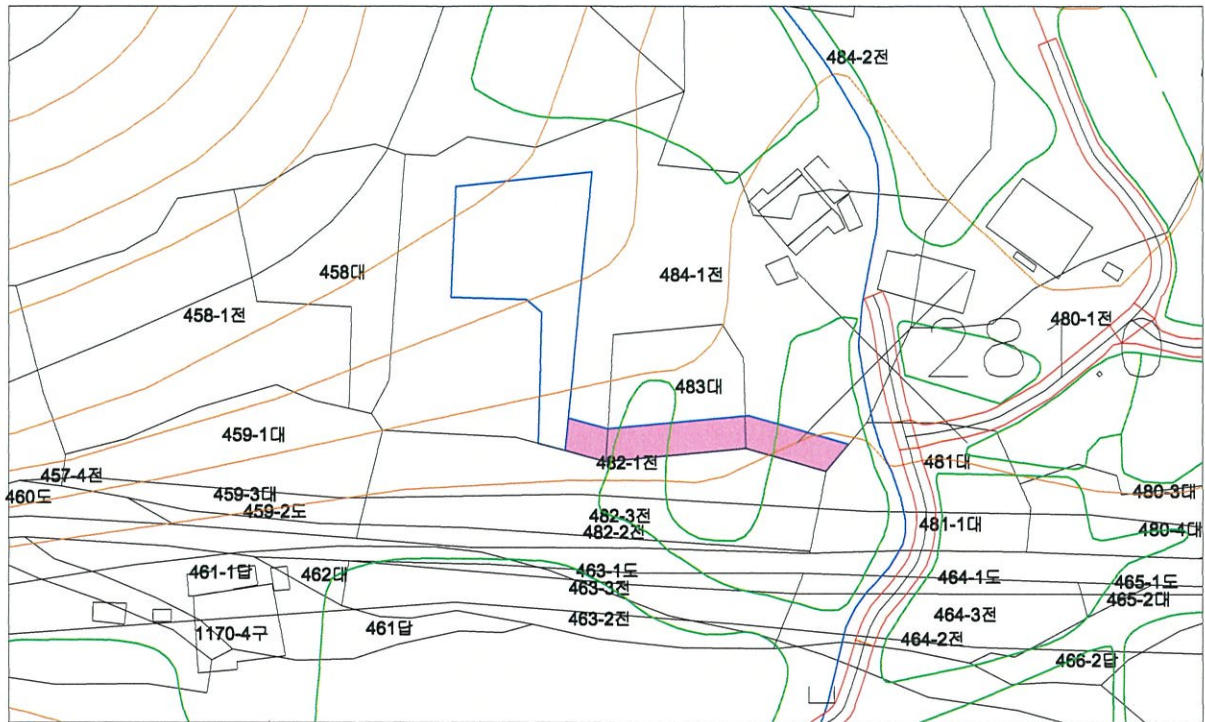 484-2전
458대
484-1전
458-1전
480-1전
280
483대
459-1대
482-1전
481대
457-4전
460도
459-3대
480-3대
459-2도
482-3전
481-1대
482-2전
480-4대
461-1답
462대
463-1도
464-1도
465-1도
463-3전
465-2대
463-2전
464-3전
1170-4구
461답
464-2전
466-2답